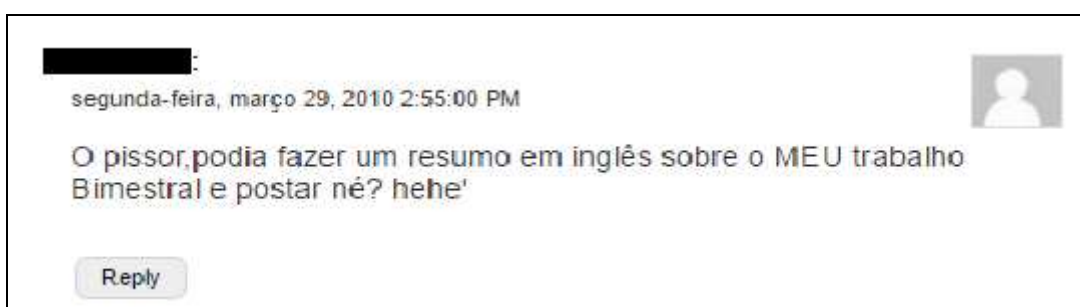 :
segunda-feira, março 29, 2010 2:55:00 PM
O pissor,podia fazer um resumo em inglês sobre o MEU trabalho
Bimestral e postar né? hehe'
Reply